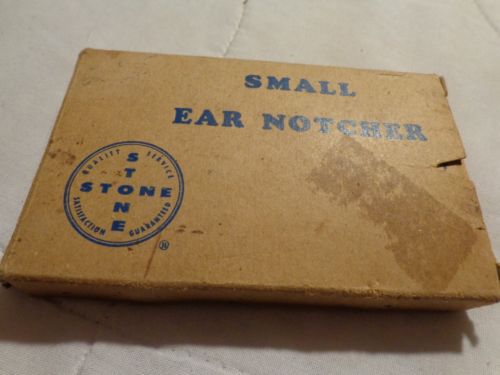 SMALL
EAR NOTCHER
QUALITY SERVICE
STONE
STONE
SATISFACTION GUARANTEED
®